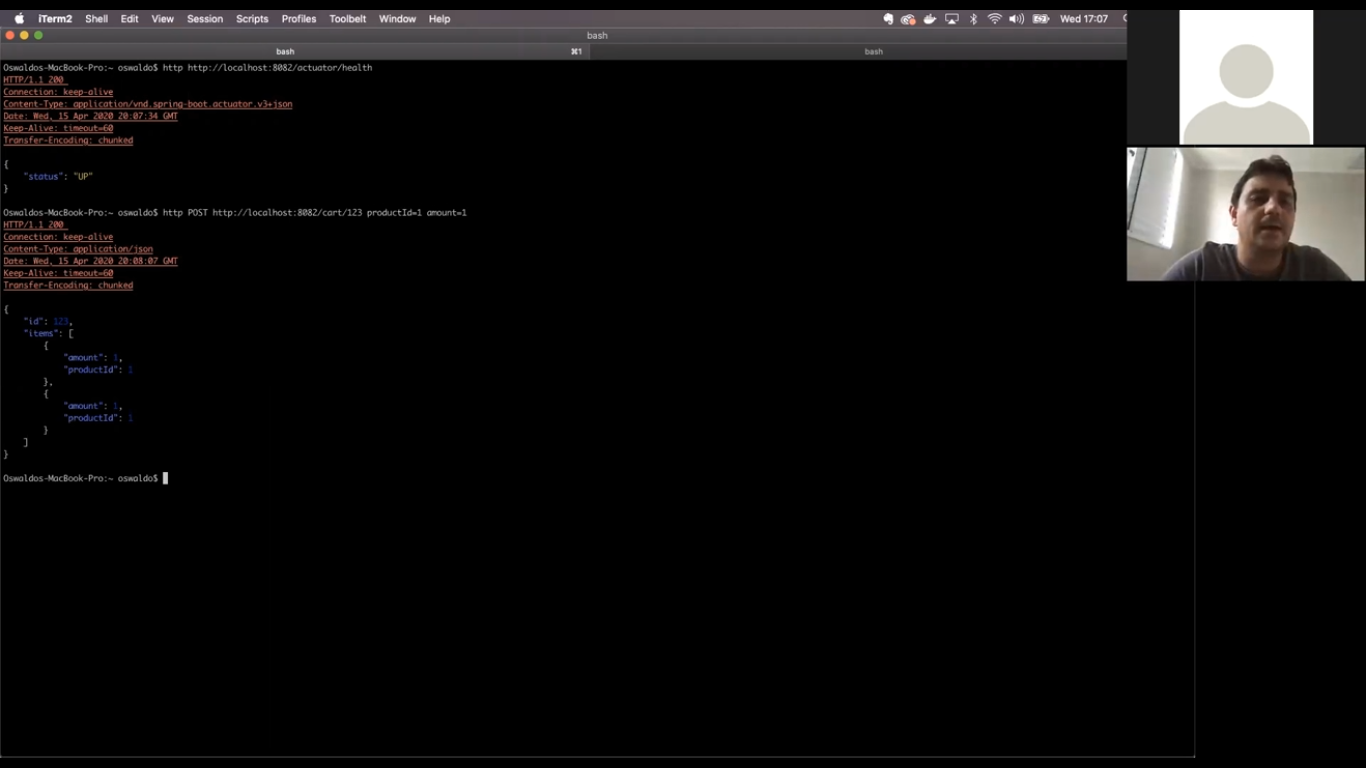 iTerm2 Shell Edit View Session Scripts Profiles Toolbelt Window Help Wed 17:07
bash
bash ⌘1 bash
Oswaldos-MacBook-Pro:~ oswaldo$ http http://localhost:8082/actuator/health
HTTP/1.1 200
Connection: keep-alive
Content-Type: application/vnd.spring-boot.actuator.v3+json
Date: Wed, 15 Apr 2020 20:07:34 GMT
Keep-Alive: timeout=60
Transfer-Encoding: chunked
{
"status": "UP"
}
Oswaldos-MacBook-Pro:~ oswaldo$ http POST http://localhost:8082/cart/123 productId=1 amount=1
HTTP/1.1 200
Connection: keep-alive
Content-Type: application/json
Date: Wed, 15 Apr 2020 20:08:07 GMT
Keep-Alive: timeout=60
Transfer-Encoding: chunked
{
"id": 123,
"items": [
{
"amount": 1,
"productId": 1
},
{
"amount": 1,
"productId": 1
}
]
}
Oswaldos-MacBook-Pro:~ oswaldo$